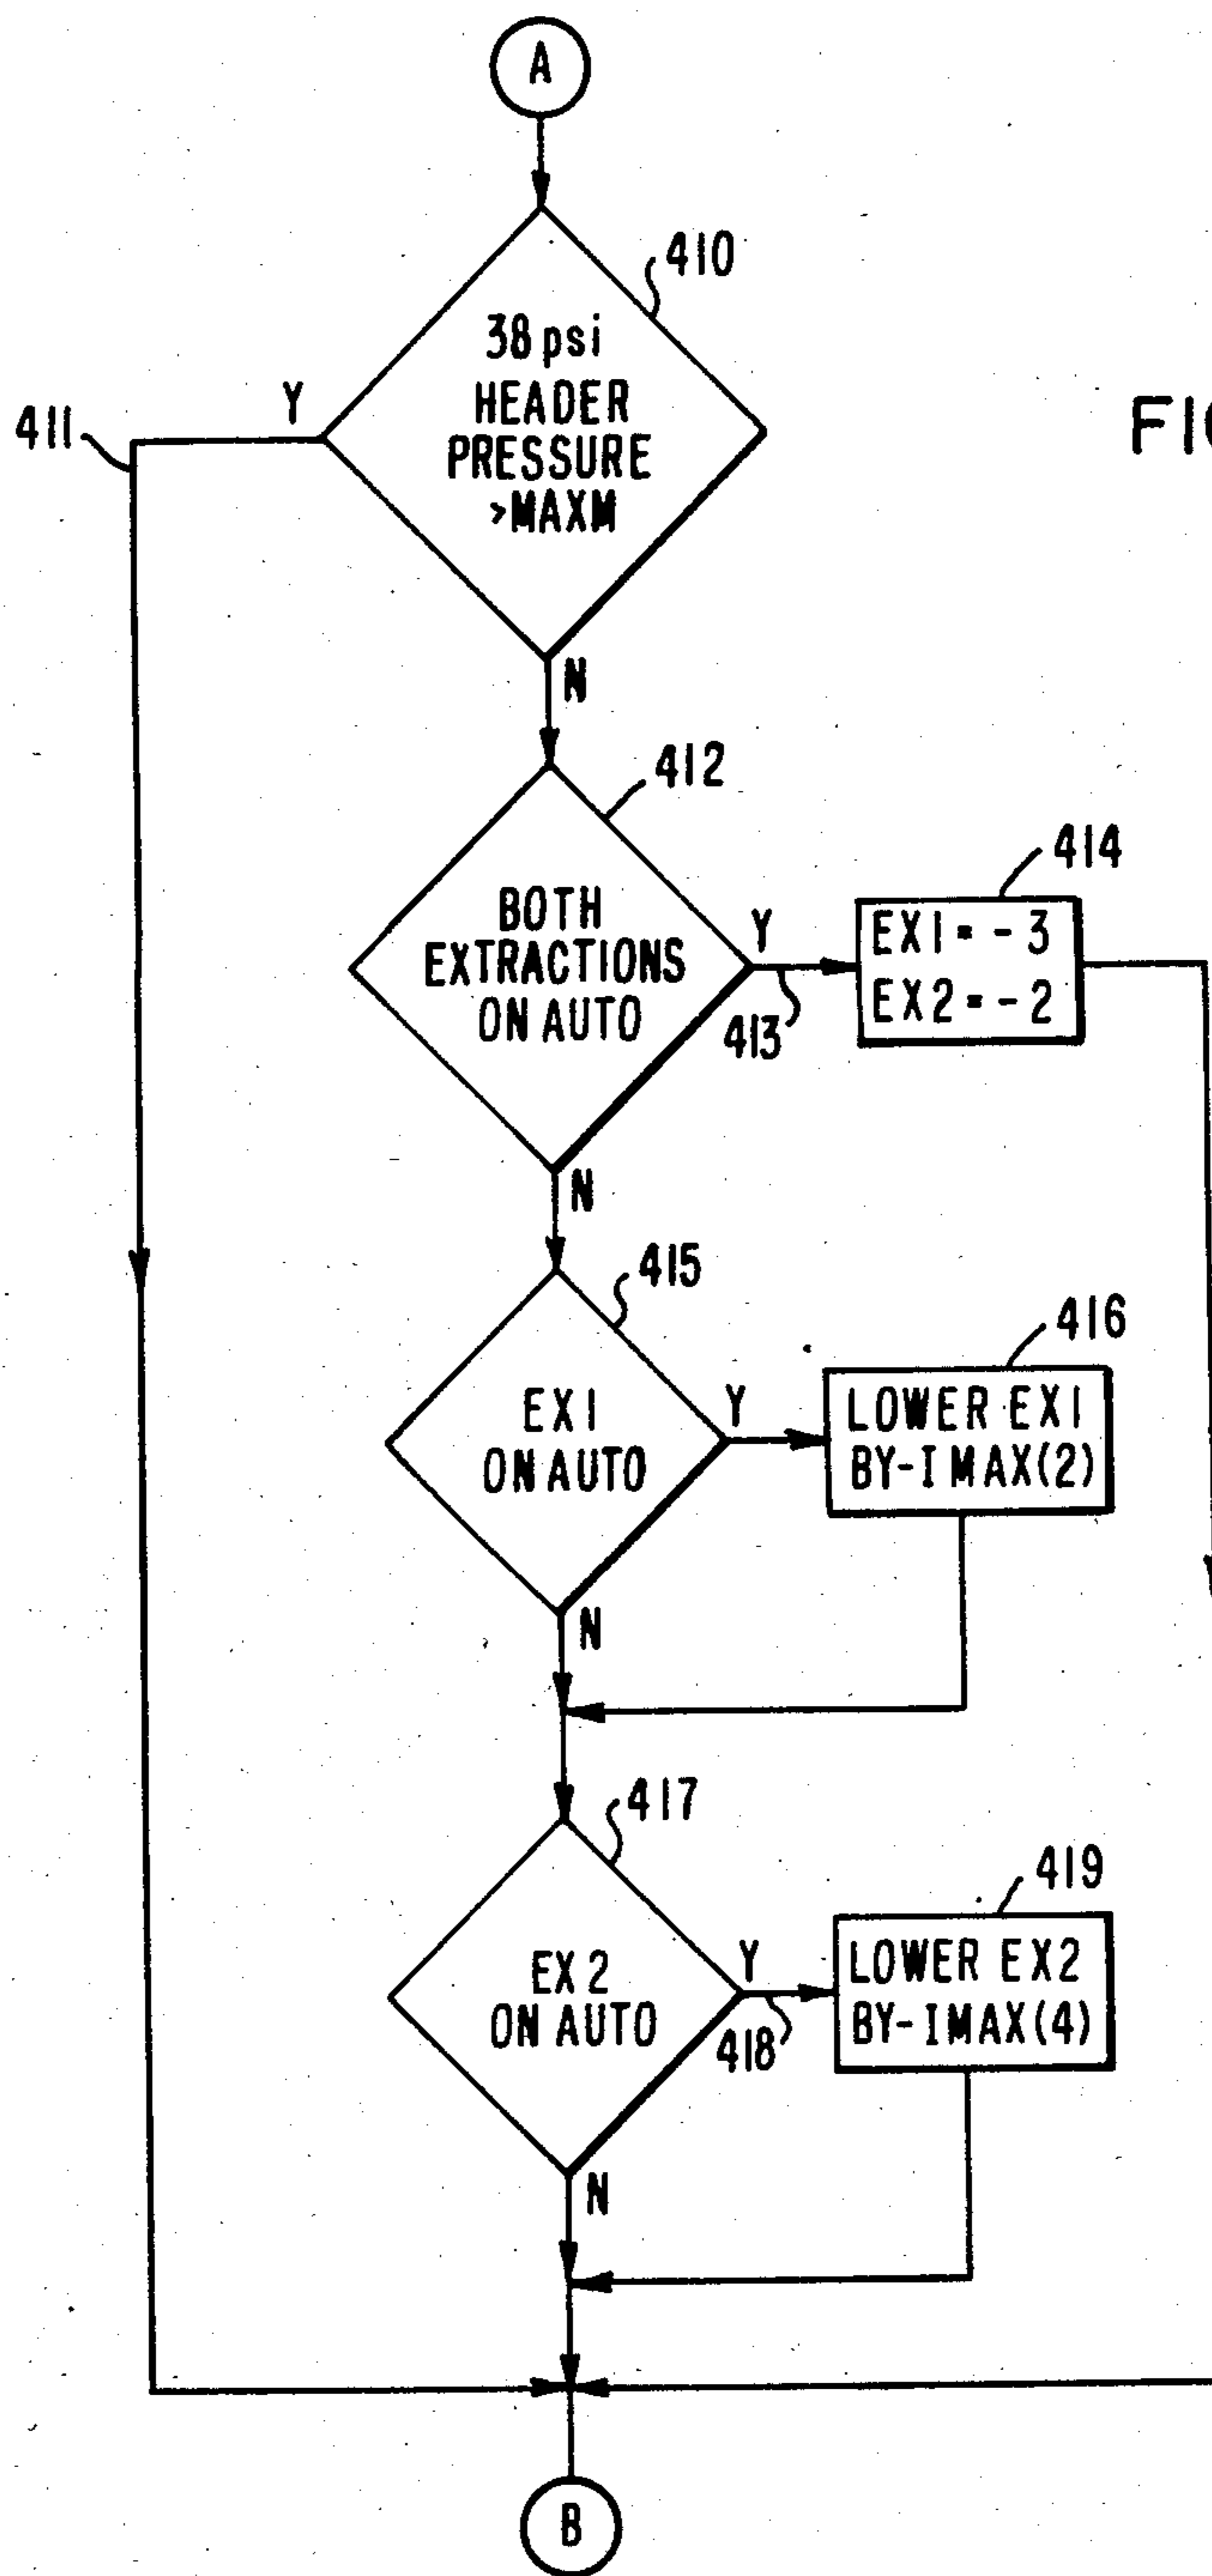 A
410
38 psi
HEADER
PRESSURE
>MAXM
Y
411
FIG
N
412
BOTH
EXTRACTIONS
ON AUTO
Y
413
414
EX1 = -3
EX2 = -2
N
415
EX1
ON AUTO
Y
416
LOWER EX1
BY-IMAX(2)
N
417
EX2
ON AUTO
Y
418
419
LOWER EX2
BY-IMAX(4)
N
B